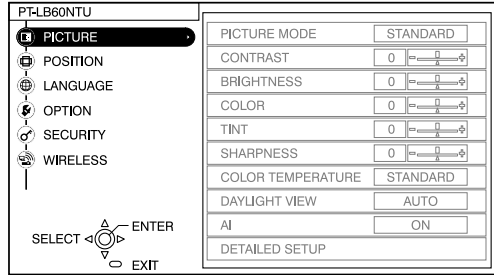 PT-LB60NTU
PICTURE
POSITION
LANGUAGE
OPTION
SECURITY
WIRELESS
SELECT
ENTER
EXIT
PICTURE MODE STANDARD
CONTRAST 0
BRIGHTNESS 0
COLOR 0
TINT 0
SHARPNESS 0
COLOR TEMPERATURE STANDARD
DAYLIGHT VIEW AUTO
AI ON
DETAILED SETUP